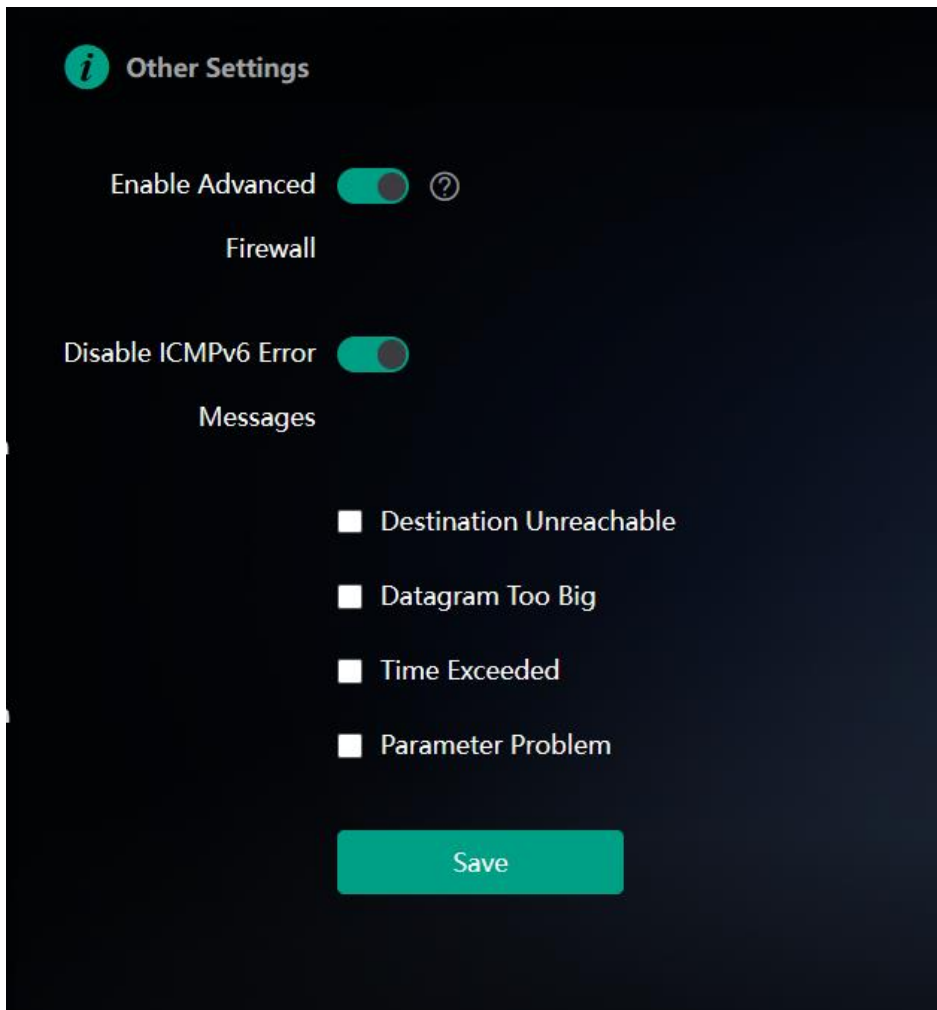 Other Settings
Enable Advanced
Firewall
Disable ICMPv6 Error
Messages
Destination Unreachable
Datagram Too Big
Time Exceeded
Parameter Problem
Save